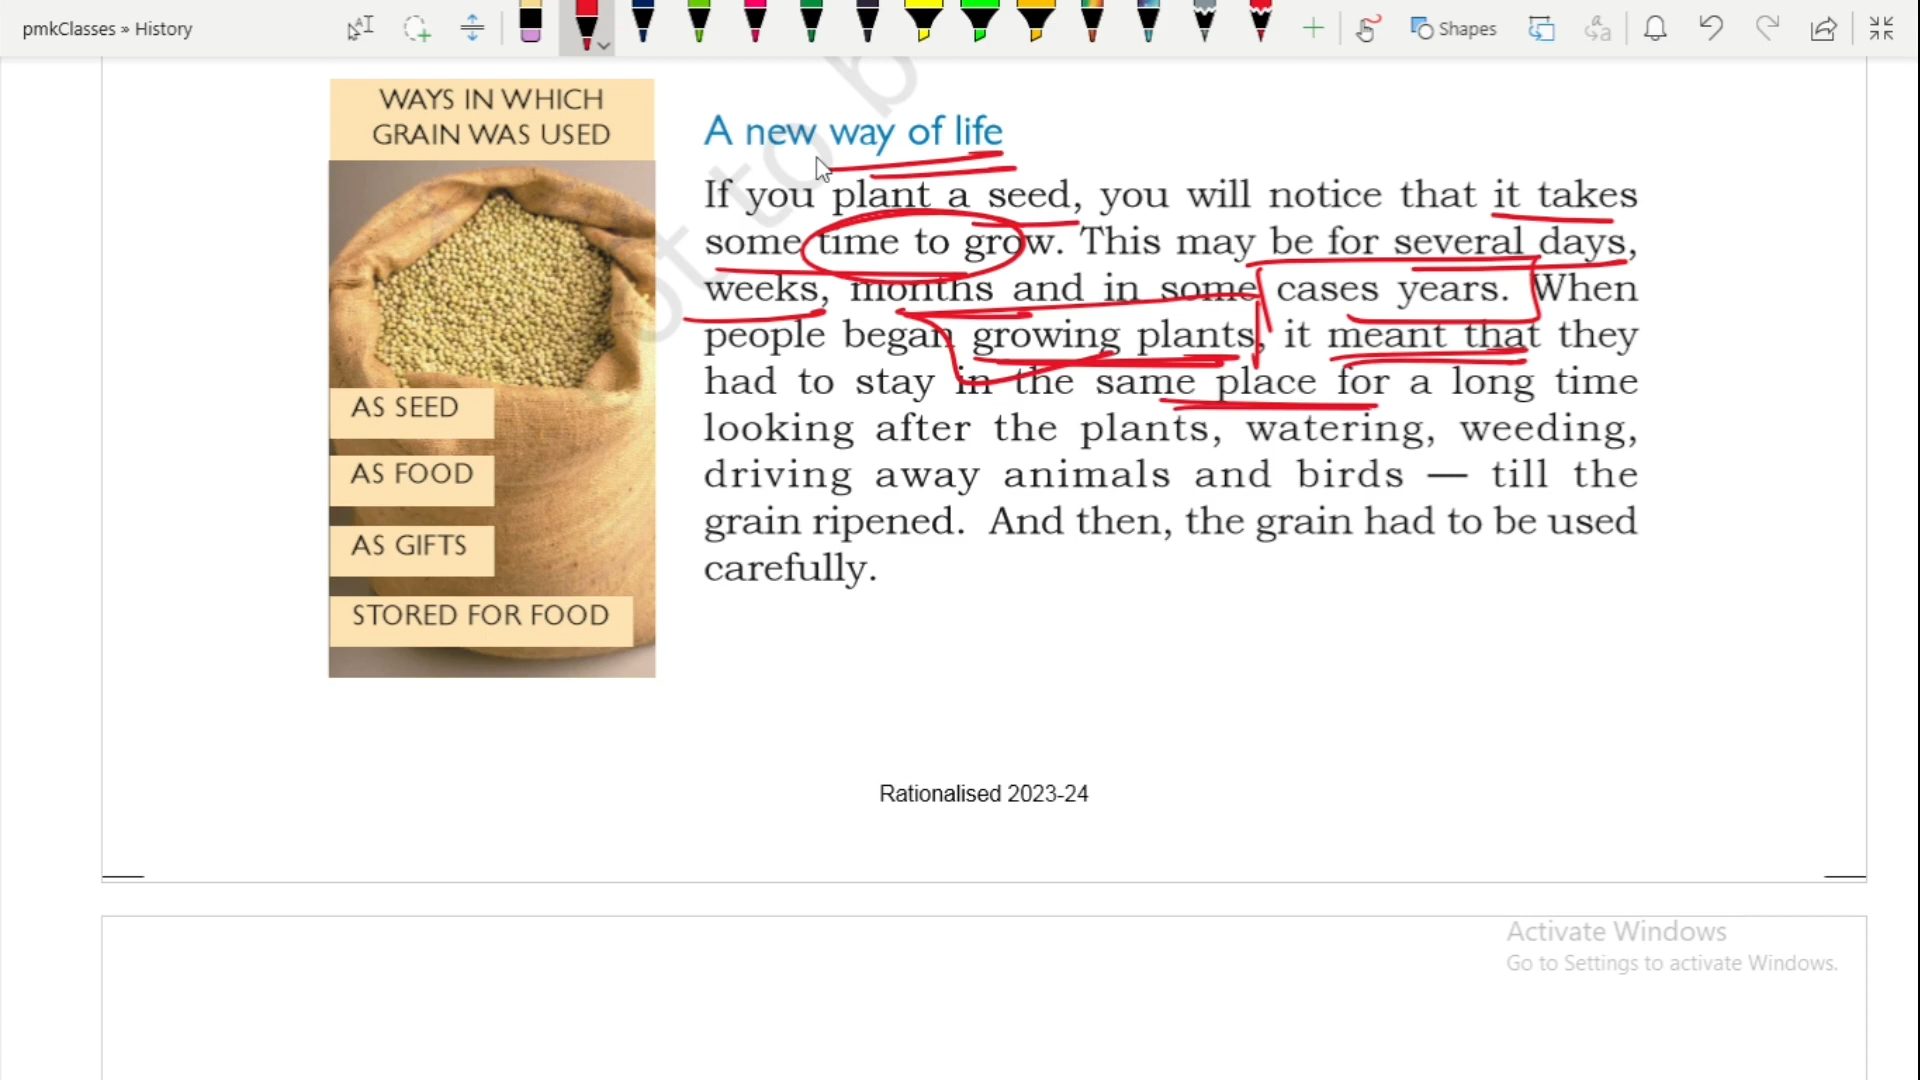 pmkClasses » History
Shapes
WAYS IN WHICH
GRAIN WAS USED
AS SEED
AS FOOD
AS GIFTS
STORED FOR FOOD
A new way of life
If you plant a seed, you will notice that it takes
some time to grow. This may be for several days,
weeks, months and in some cases years. When
people began growing plants, it meant that they
had to stay in the same place for a long time
looking after the plants, watering, weeding,
driving away animals and birds — till the
grain ripened. And then, the grain had to be used
carefully.
Rationalised 2023-24
Activate Windows
Go to Settings to activate Windows.